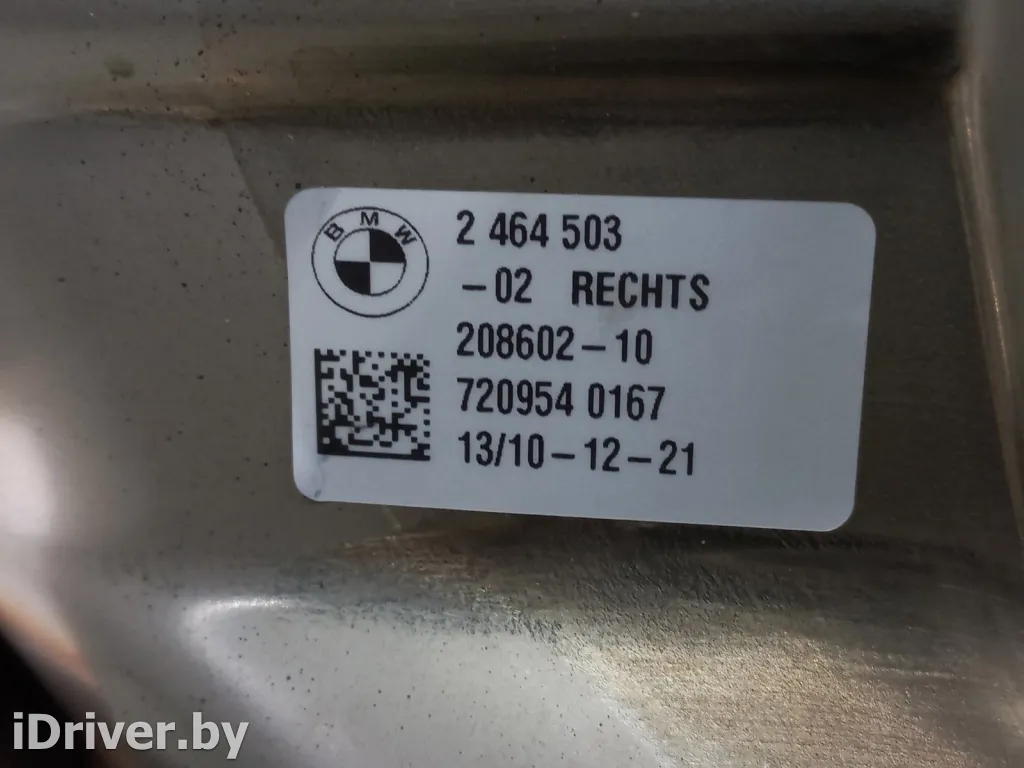 BMW
2 464 503
-02 RECHTS
208602-10
720954 0167
13/10-12-21
iDriver.by